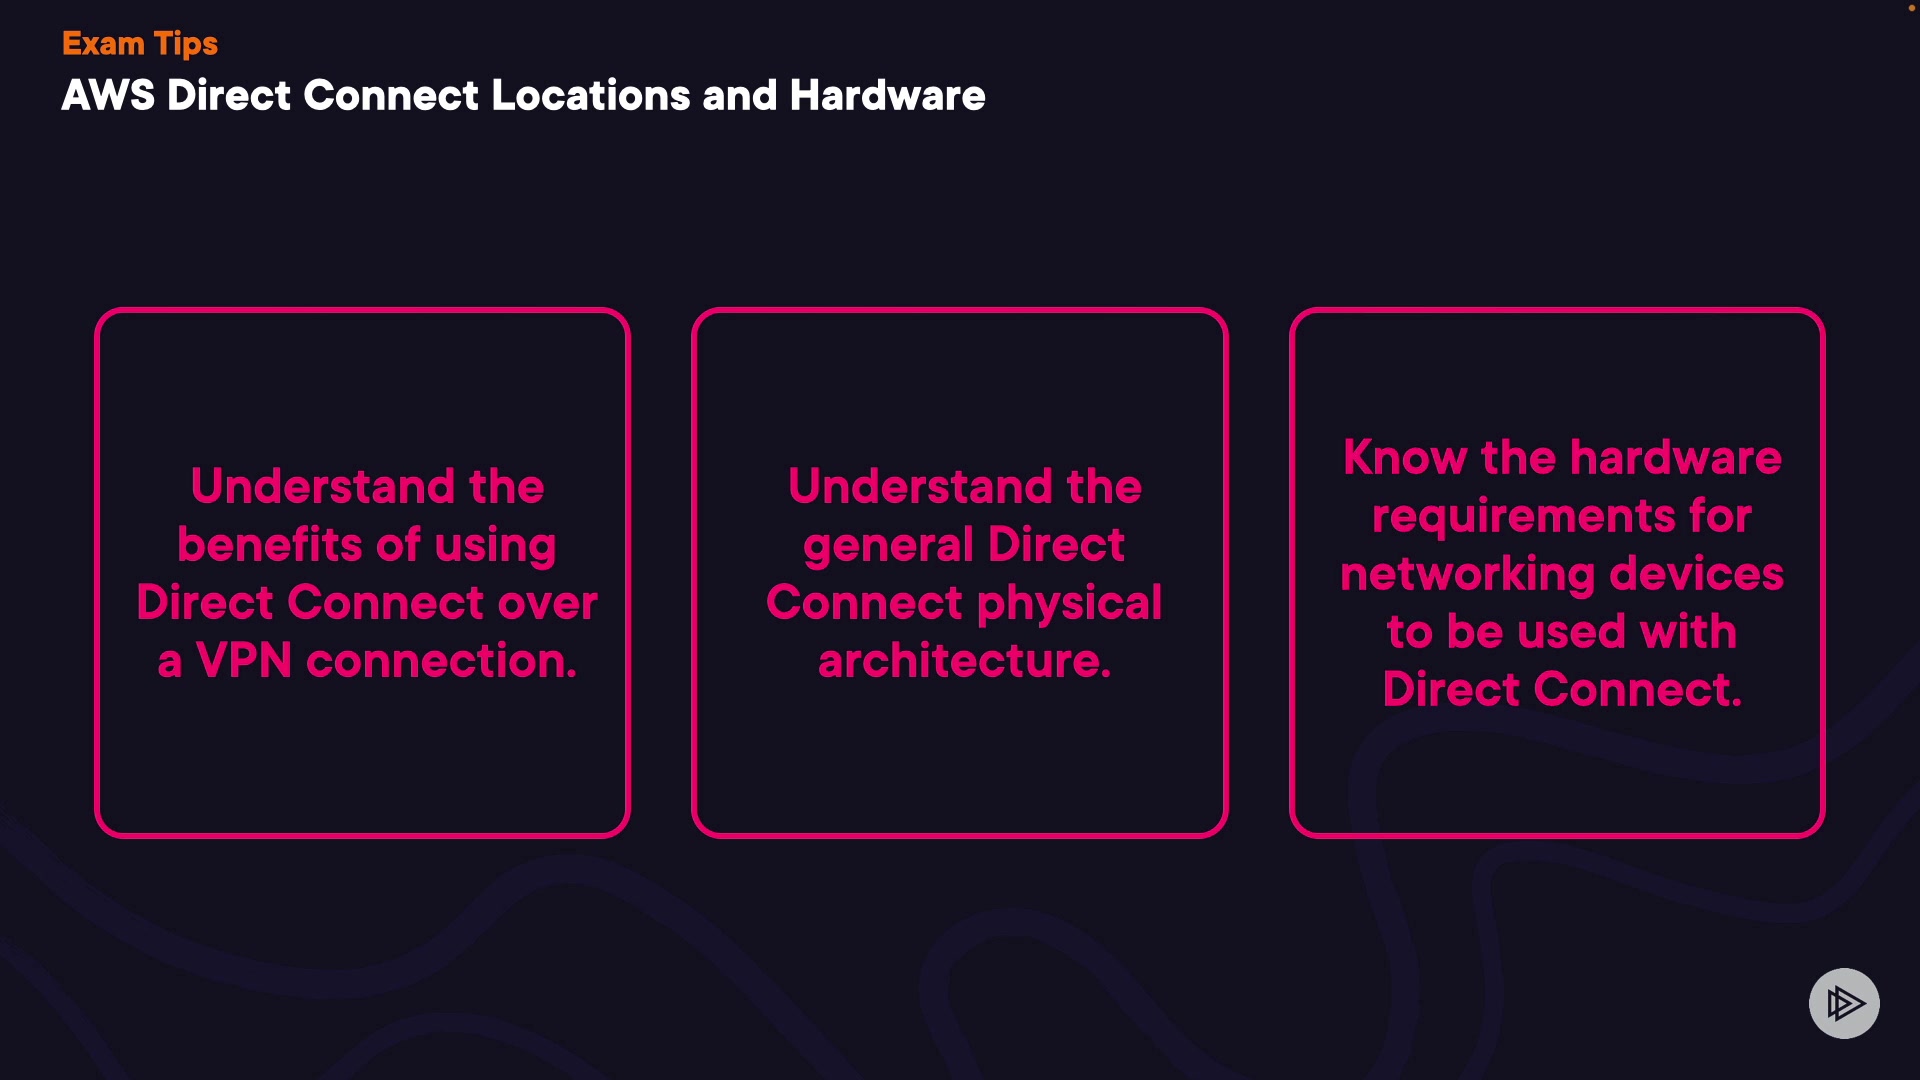 Exam Tips
AWS Direct Connect Locations and Hardware
Understand the
benefits of using
Direct Connect over
a VPN connection.
Understand the
general Direct
Connect physical
architecture.
Know the hardware
requirements for
networking devices
to be used with
Direct Connect.